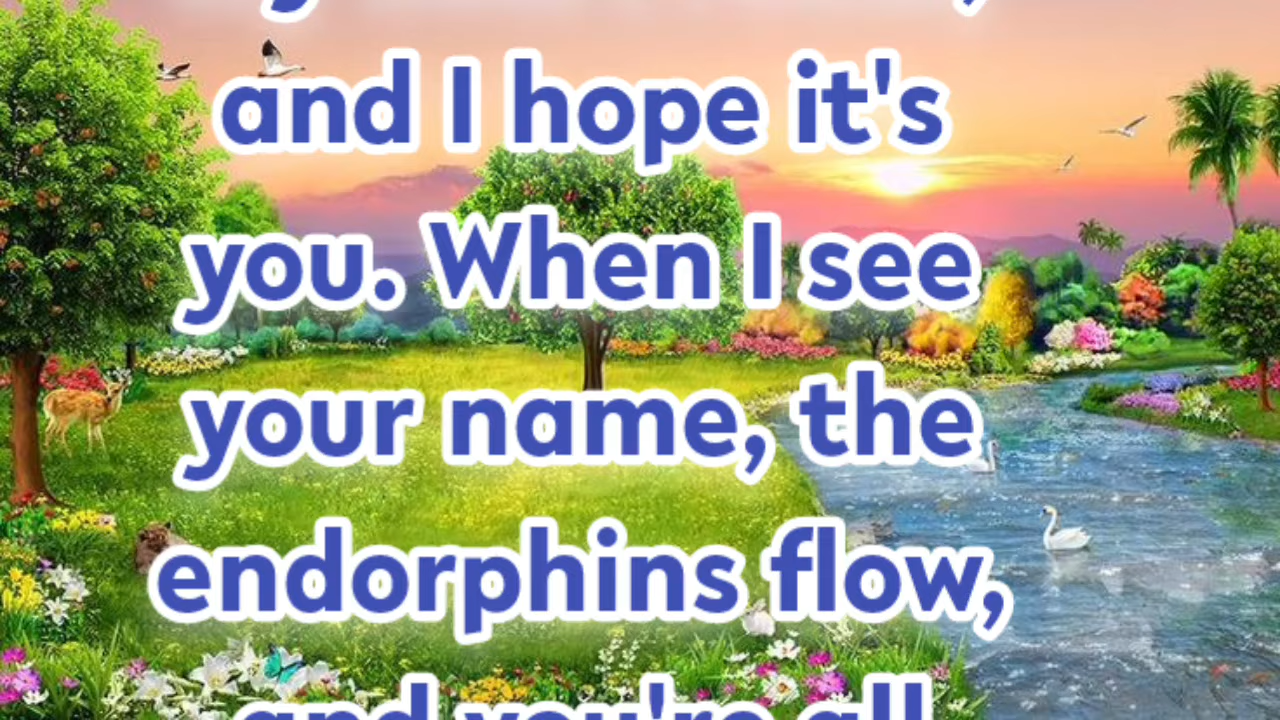 and I hope it's
you. When I see
your name, the
endorphins flow,
and you're all